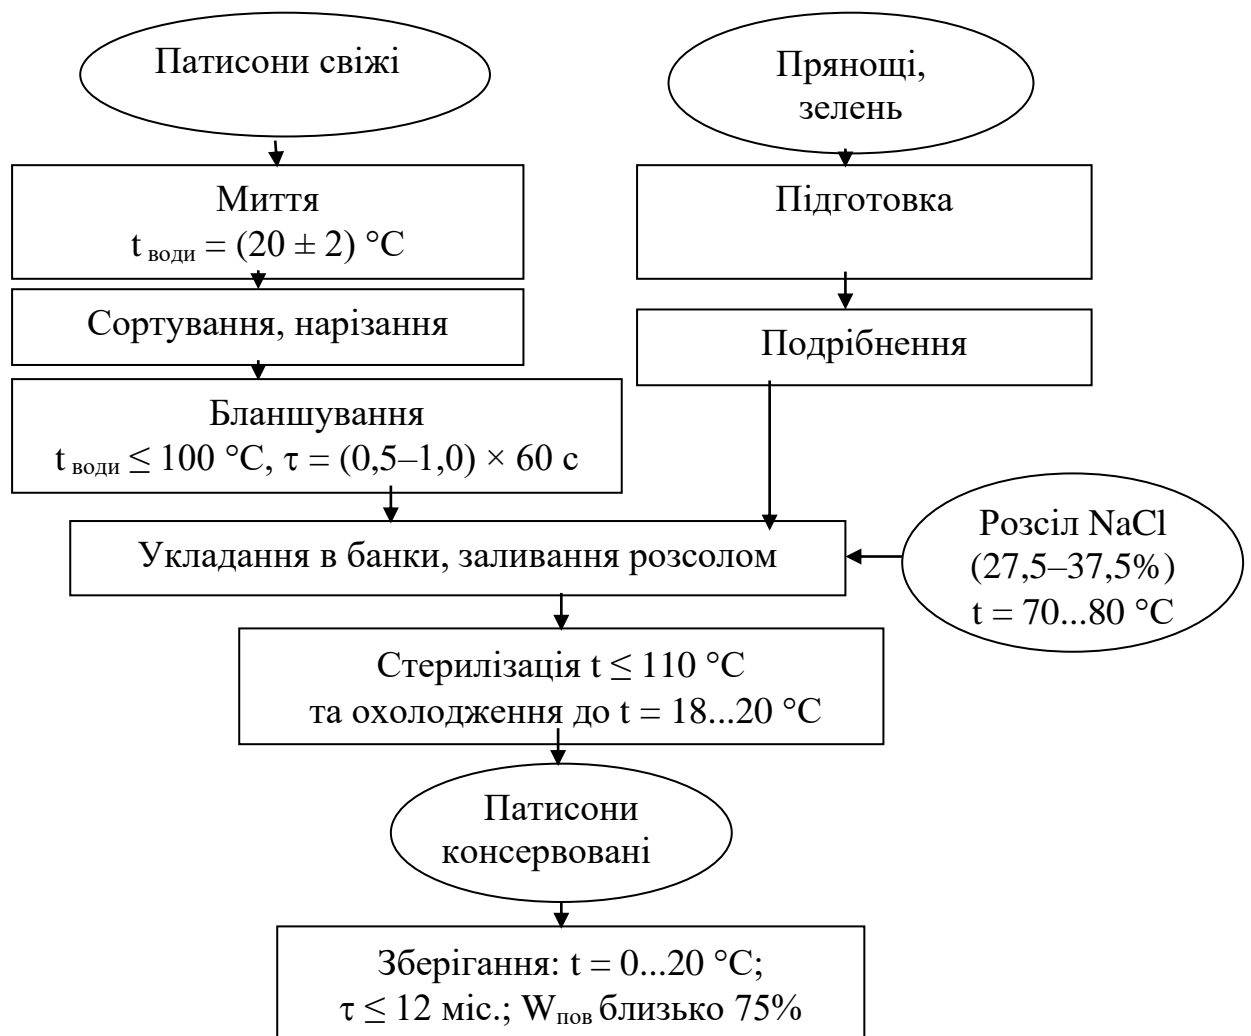 Патисони свіжі
Прянощі,
зелень
Миття
t води = (20 ± 2) °C
Підготовка
Сортування, нарізання
Подрібнення
Бланшування
t води ≤ 100 °C, τ = (0,5–1,0) × 60 с
Розсіл NaCl
(27,5–37,5%)
t = 70...80 °C
Укладання в банки, заливання розсолом
Стерилізація t ≤ 110 °C
та охолодження до t = 18...20 °C
Патисони
консервовані
Зберігання: t = 0...20 °C;
τ ≤ 12 міс.; Wпов близько 75%